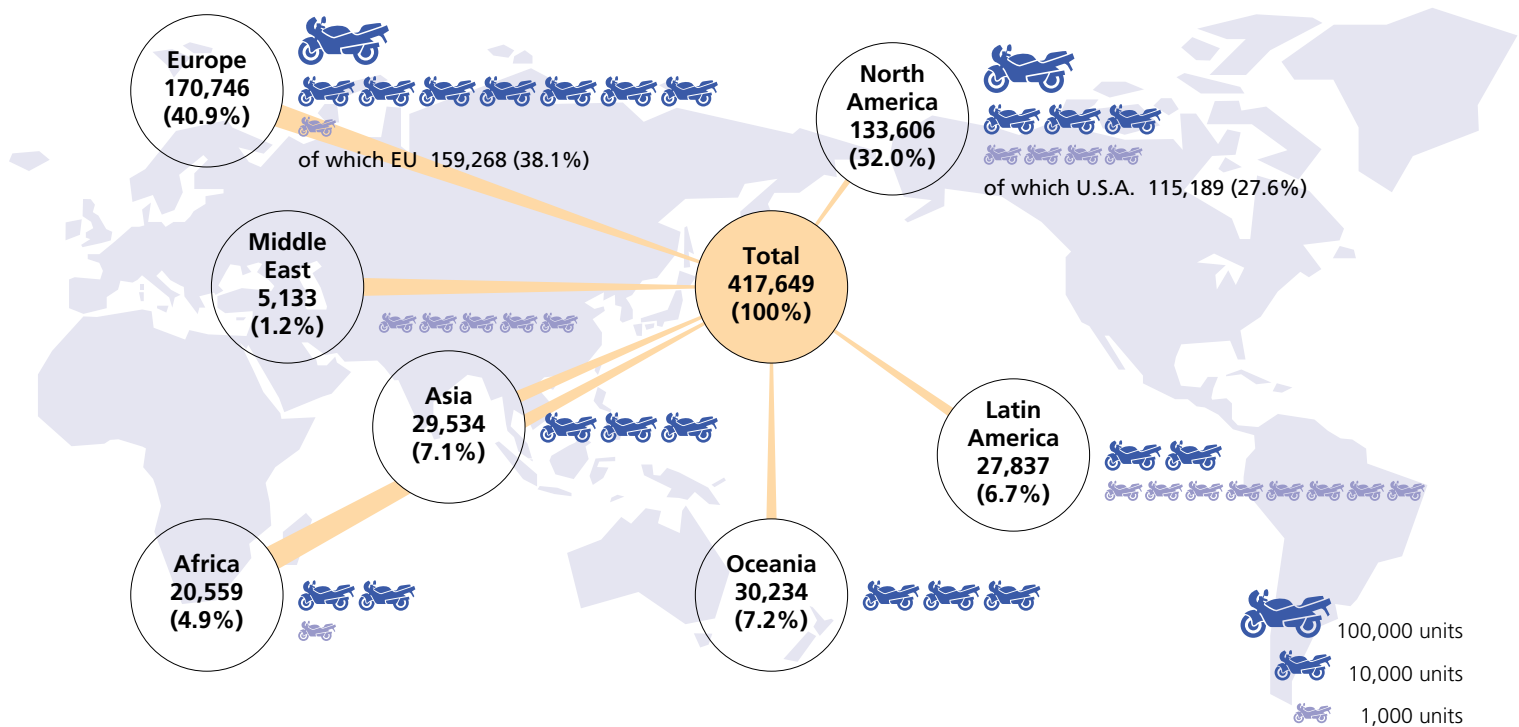 Europe
170,746
(40.9%)
of which EU 159,268 (38.1%)
North
America
133,606
(32.0%)
of which U.S.A. 115,189 (27.6%)
Middle
East
5,133
(1.2%)
Total
417,649
(100%)
Asia
29,534
(7.1%)
Latin
America
27,837
(6.7%)
Africa
20,559
(4.9%)
Oceania
30,234
(7.2%)
100,000 units
10,000 units
1,000 units